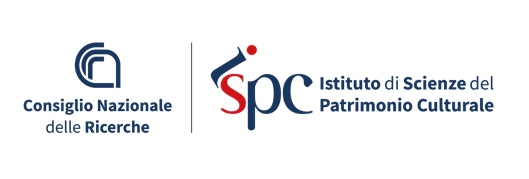 Consiglio Nazionale
delle Ricerche
ispc
Istituto di Scienze del
Patrimonio Culturale